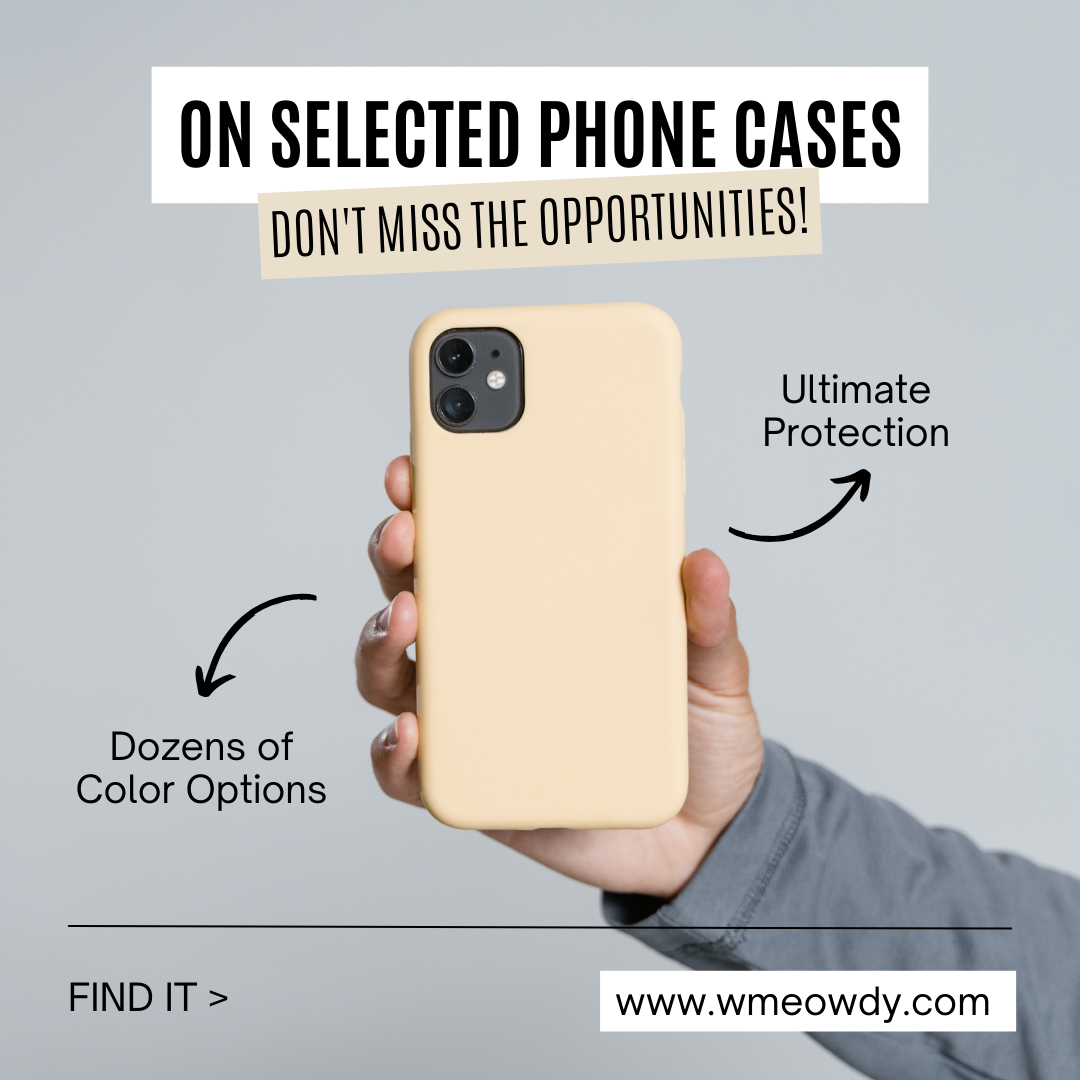 ON SELECTED PHONE CASES
DON'T MISS THE OPPORTUNITIES!
Ultimate
Protection
Dozens of
Color Options
FIND IT >
www.wmeowdy.com